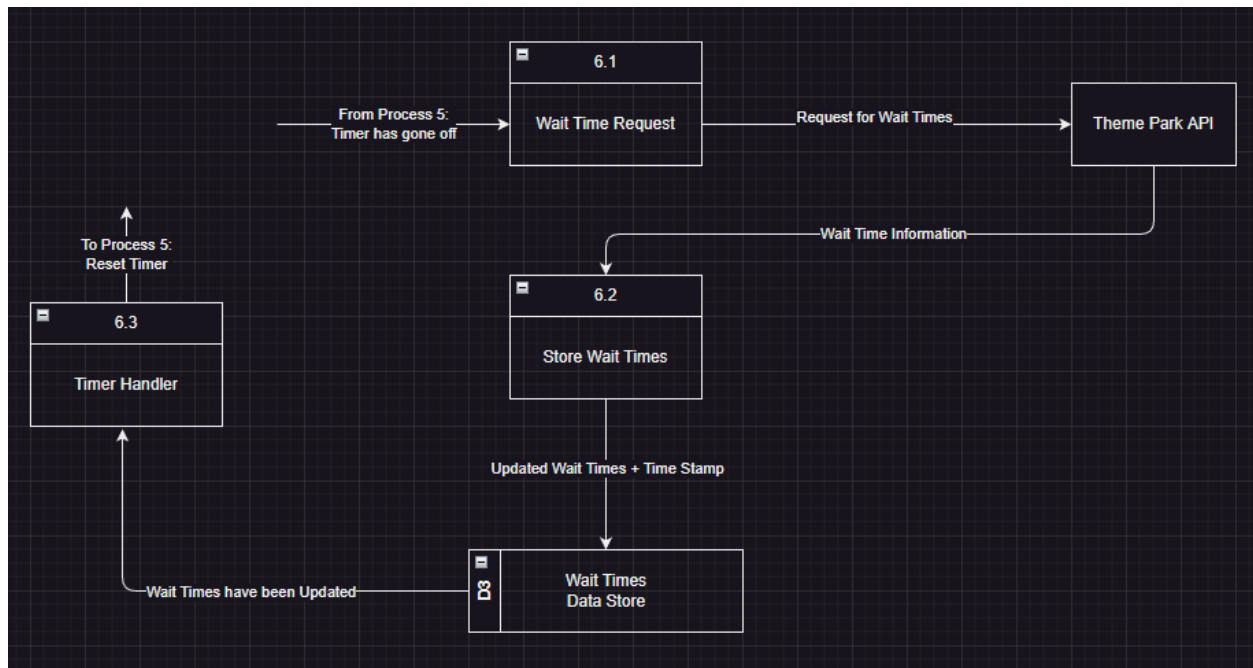 6.1
From Process 5:
Timer has gone off
Wait Time Request
Request for Wait Times
Theme Park API
Wait Time Information
To Process 5:
Reset Timer
6.2
6.3
Store Wait Times
Timer Handler
Updated Wait Times + Time Stamp
D3
Wait Times
Data Store
Wait Times have been Updated